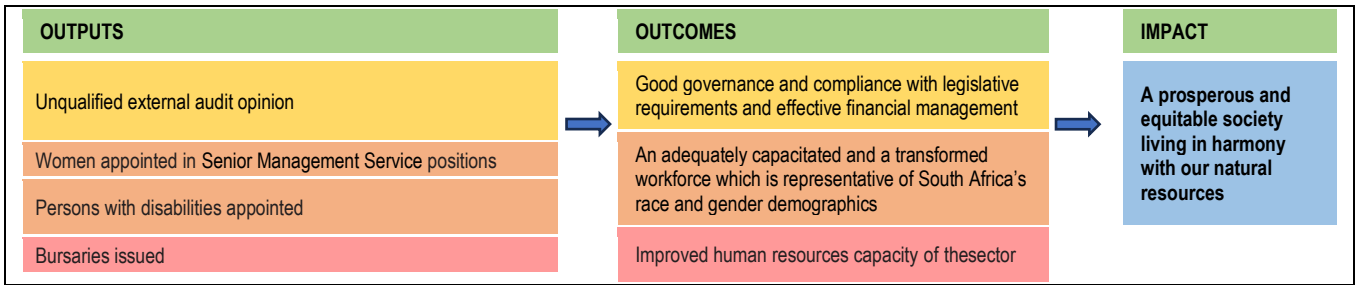 OUTPUTS
Unqualified external audit opinion
Women appointed in Senior Management Service positions
Persons with disabilities appointed
Bursaries issued
OUTCOMES
Good governance and compliance with legislative
requirements and effective financial management
An adequately capacitated and a transformed
workforce which is representative of South Africa's
race and gender demographics
Improved human resources capacity of thesector
IMPACT
A prosperous and
equitable society
living in harmony
with our natural
resources